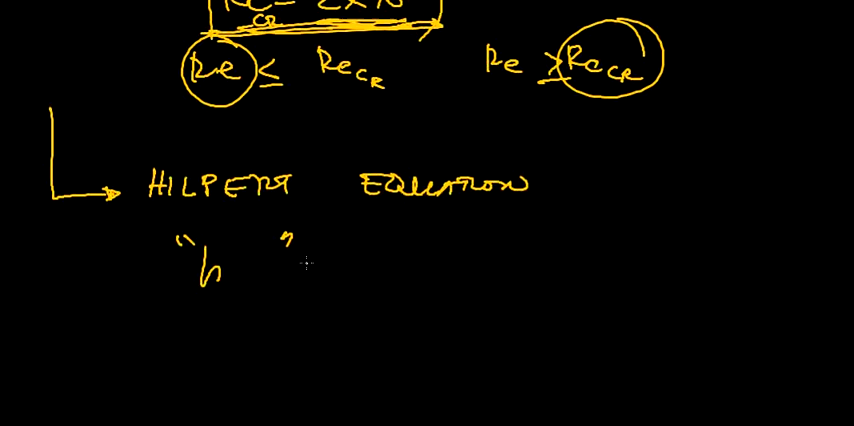 Re ≤ Re_CR Re ≥ Re_CR
HILPERT EQUATION
"h "